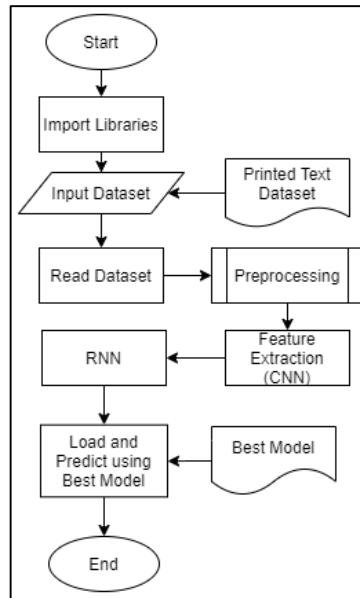 Start
Import Libraries
Input Dataset
Printed Text
Dataset
Read Dataset
Preprocessing
Feature
Extraction
(CNN)
RNN
Load and
Predict using
Best Model
Best Model
End